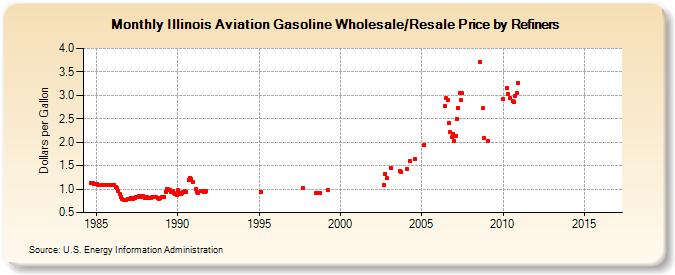 Monthly Illinois Aviation Gasoline Wholesale/Resale Price by Refiners
Dollars per Gallon
4.0
3.5
3.0
2.5
2.0
1.5
1.0
0.5
1985 1990 1995 2000 2005 2010 2015
Source: U.S. Energy Information Administration